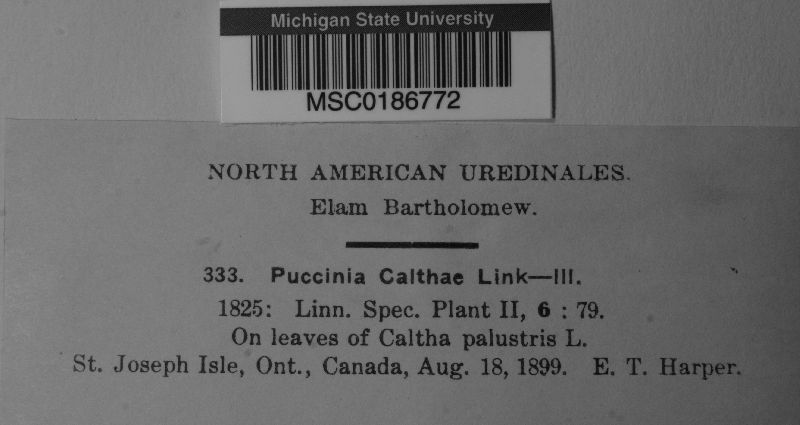 Michigan State University
MSC0186772
NORTH AMERICAN UREDINALES.
Elam Bartholomew.
333. Puccinia Calthae Link—III.
1825: Linn. Spec. Plant II, 6 : 79.
On leaves of Caltha palustris L.
St. Joseph Isle, Ont., Canada, Aug. 18, 1899. E. T. Harper.